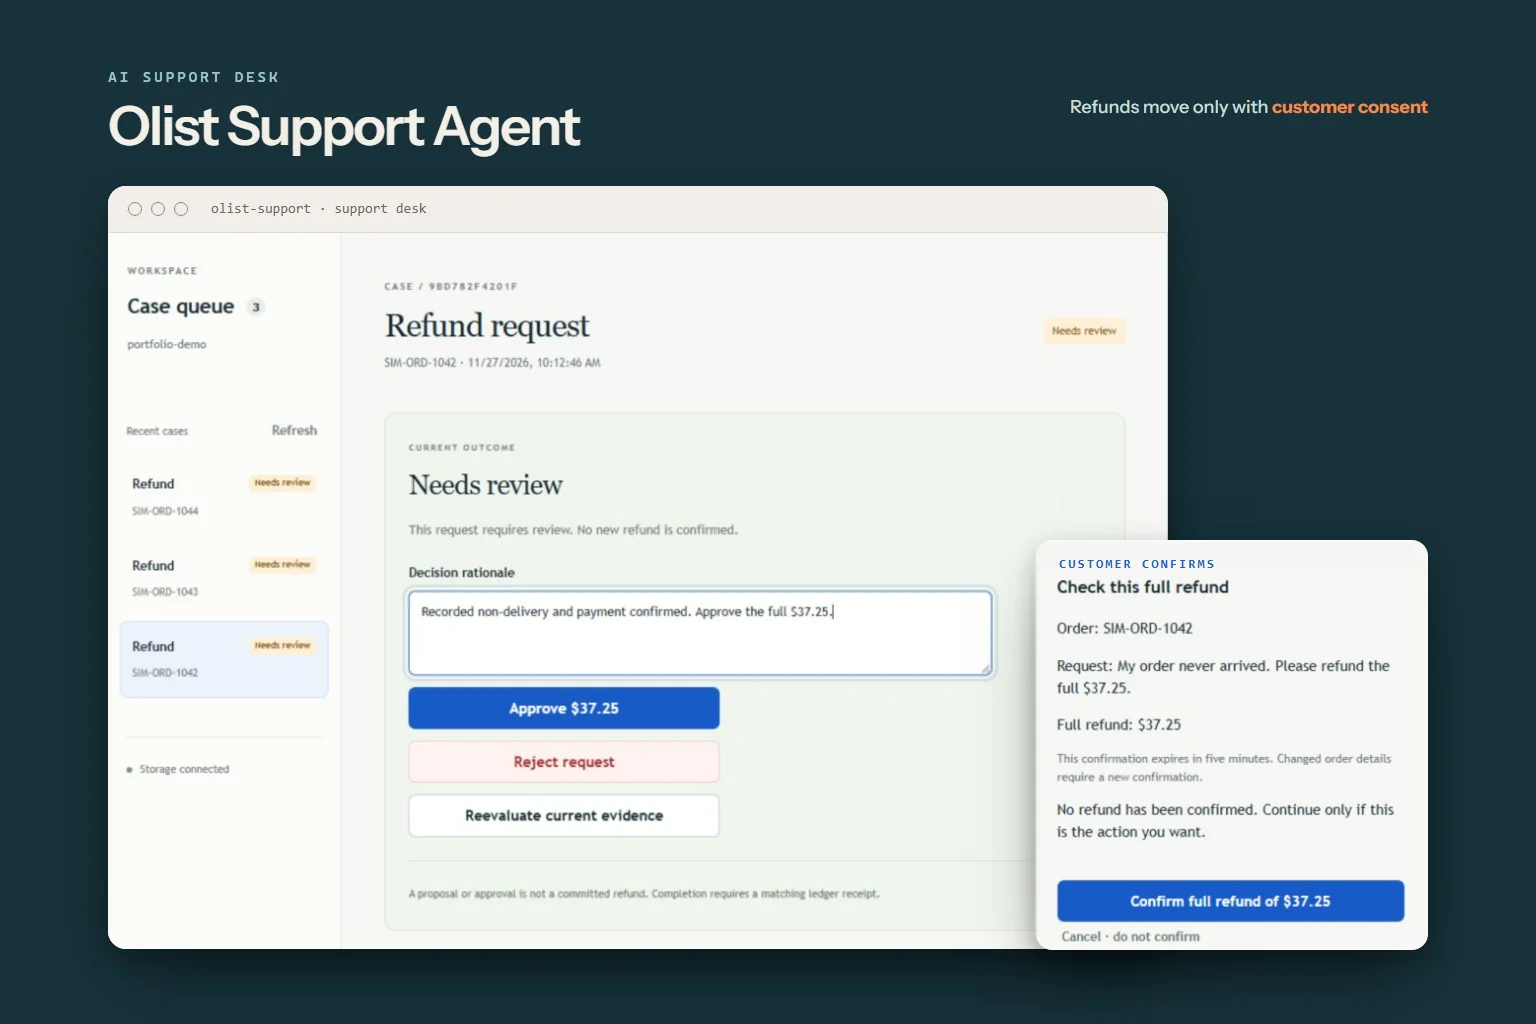 AI SUPPORT DESK
Olist Support Agent
Refunds move only with customer consent
olist-support · support desk
WORKSPACE
Case queue 3
portfolio-demo
Recent cases Refresh
Refund Needs review
SIM-ORD-1044
Refund Needs review
SIM-ORD-1043
Refund Needs review
SIM-ORD-1042
Storage connected
CASE / 9BD782F4201F
Refund request
Needs review
SIM-ORD-1042 · 11/27/2026, 10:12:46 AM
CURRENT OUTCOME
Needs review
This request requires review. No new refund is confirmed.
Decision rationale
Recorded non-delivery and payment confirmed. Approve the full $37.25.
Approve $37.25
Reject request
Reevaluate current evidence
A proposal or approval is not a committed refund. Completion requires a matching ledger receipt.
CUSTOMER CONFIRMS
Check this full refund
Order: SIM-ORD-1042
Request: My order never arrived. Please refund the
full $37.25.
Full refund: $37.25
This confirmation expires in five minutes. Changed order details
require a new confirmation.
No refund has been confirmed. Continue only if this
is the action you want.
Confirm full refund of $37.25
Cancel · do not confirm